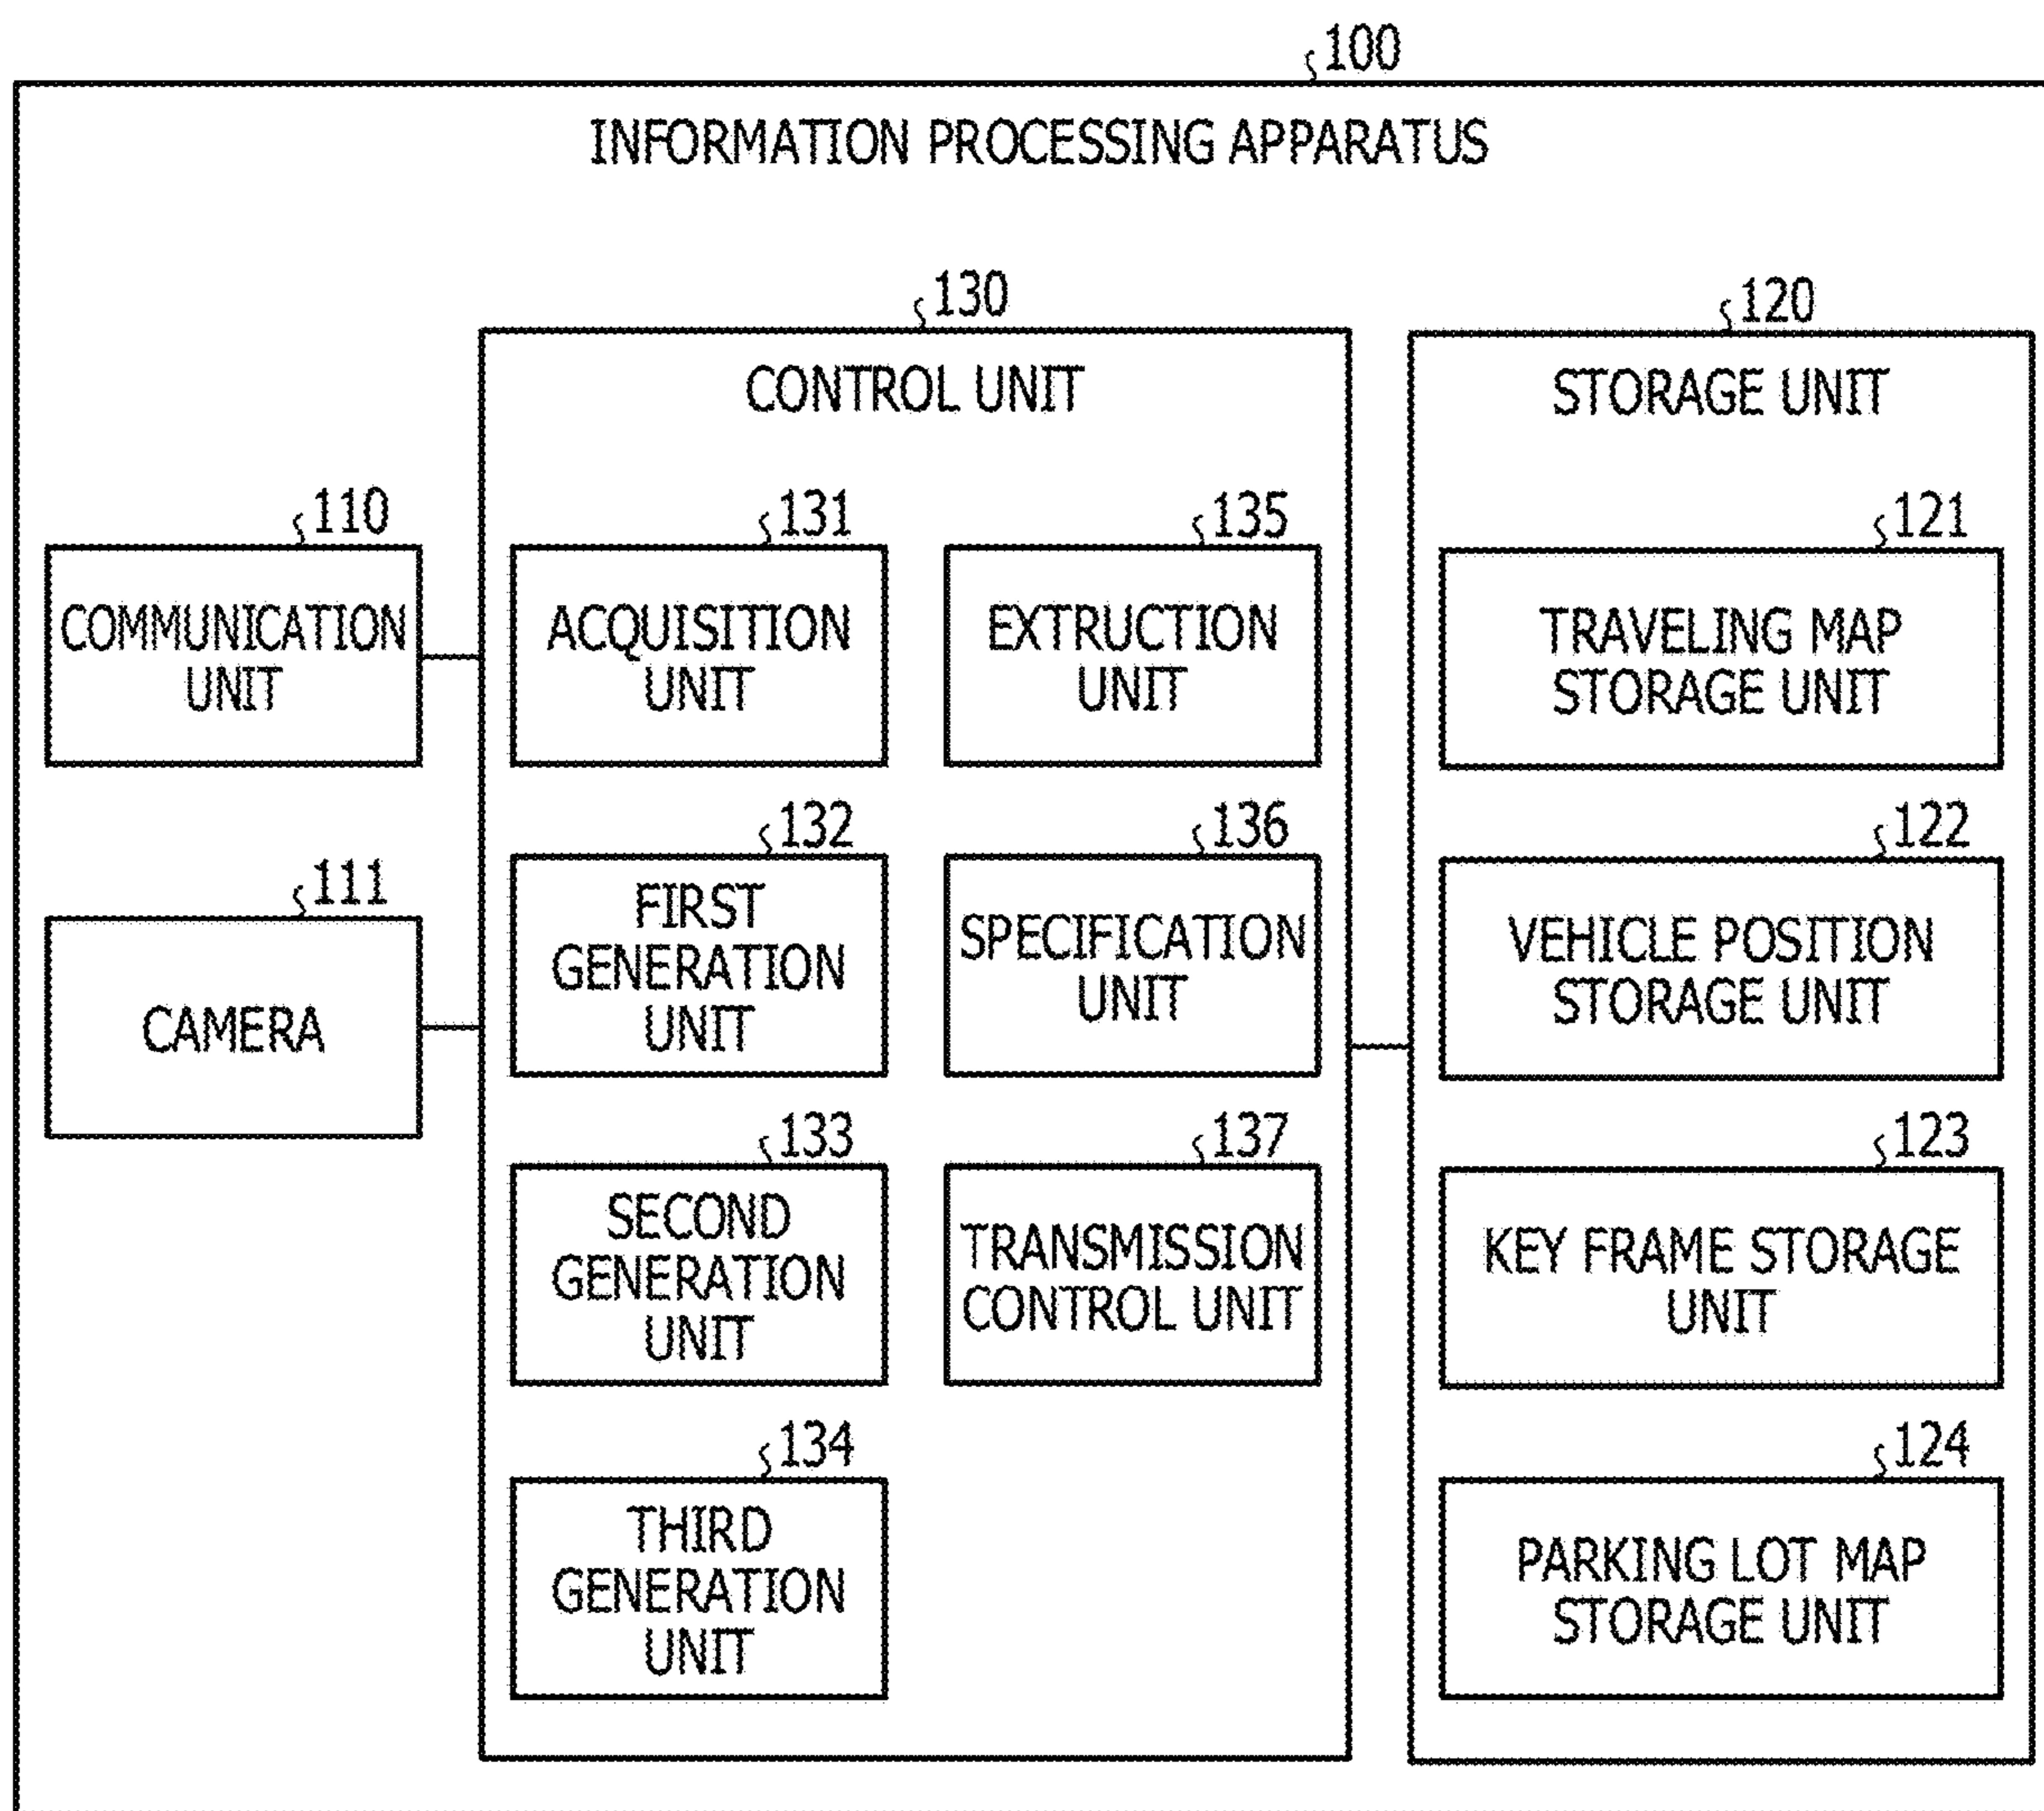 100
INFORMATION PROCESSING APPARATUS
130
CONTROL UNIT
120
STORAGE UNIT
110
COMMUNICATION
UNIT
111
CAMERA
131
ACQUISITION
UNIT
135
EXTRUCTION
UNIT
132
FIRST
GENERATION
UNIT
136
SPECIFICATION
UNIT
133
SECOND
GENERATION
UNIT
137
TRANSMISSION
CONTROL UNIT
134
THIRD
GENERATION
UNIT
121
TRAVELING MAP
STORAGE UNIT
122
VEHICLE POSITION
STORAGE UNIT
123
KEY FRAME STORAGE
UNIT
124
PARKING LOT MAP
STORAGE UNIT